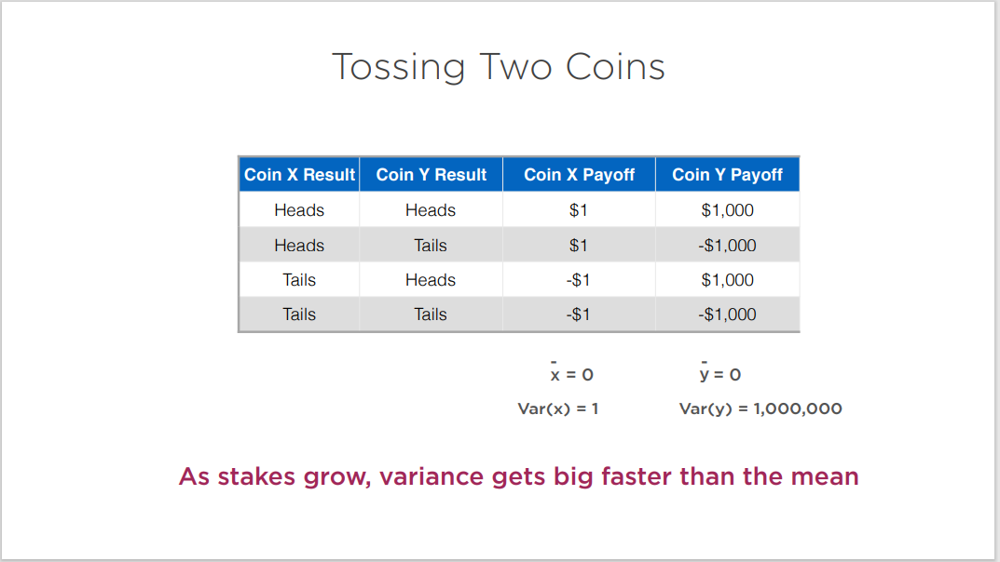 Tossing Two Coins
Coin X Result Coin Y Result Coin X Payoff Coin Y Payoff
Heads Heads $1 $1,000
Heads Tails $1 -$1,000
Tails Heads -$1 $1,000
Tails Tails -$1 -$1,000
x̄ = 0 ȳ = 0
Var(x) = 1 Var(y) = 1,000,000
As stakes grow, variance gets big faster than the mean